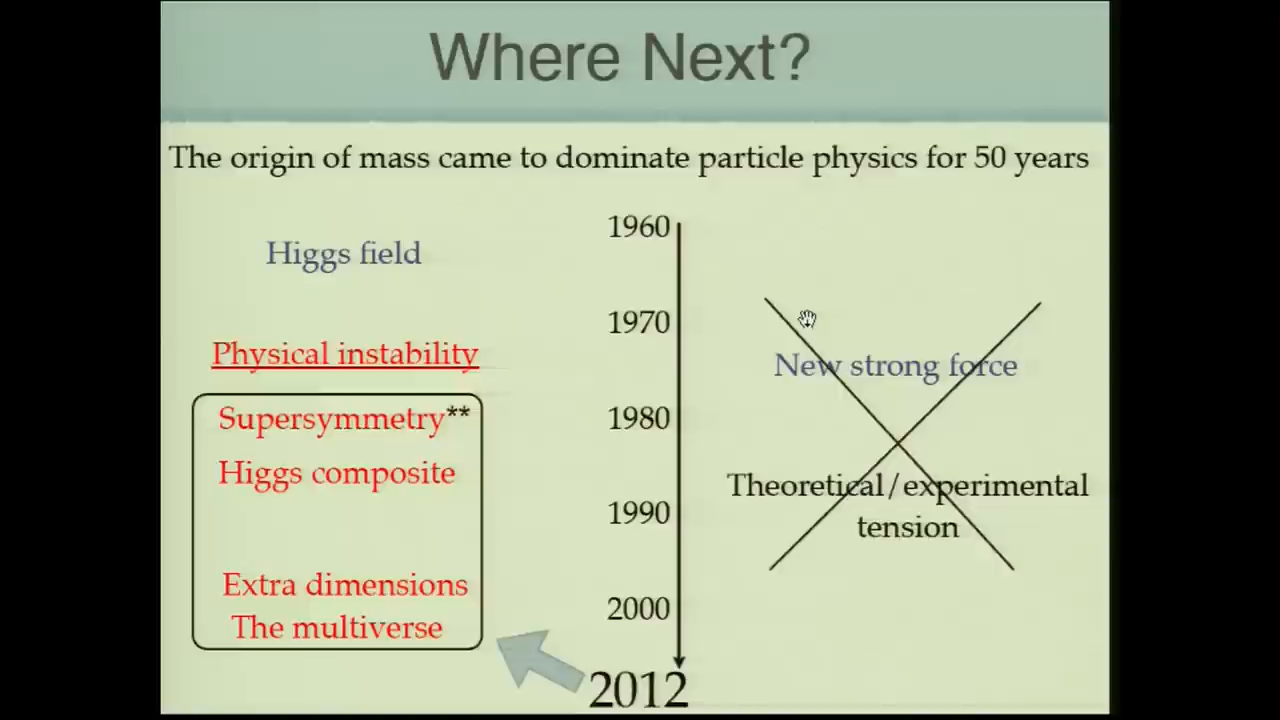 Where Next?
The origin of mass came to dominate particle physics for 50 years
1960
Higgs field
1970
Physical instability
New strong force
Supersymmetry**
1980
Higgs composite
Theoretical/experimental
tension
1990
Extra dimensions
2000
The multiverse
2012